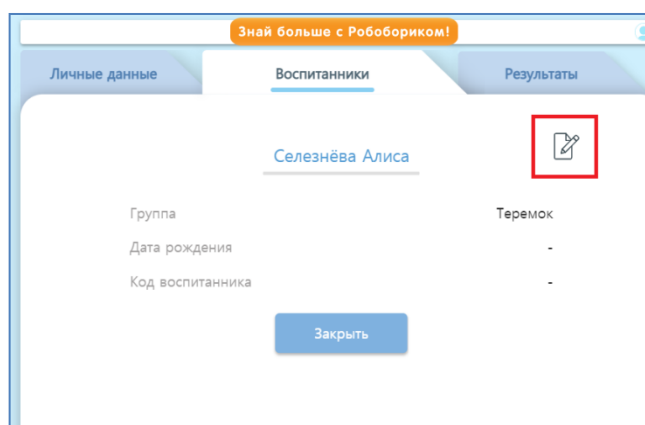 Знай больше с Робобориком!
Личные данные
Воспитанники
Результаты
Селезнёва Алиса
Группа
Теремок
Дата рождения
-
Код воспитанника
-
Закрыть